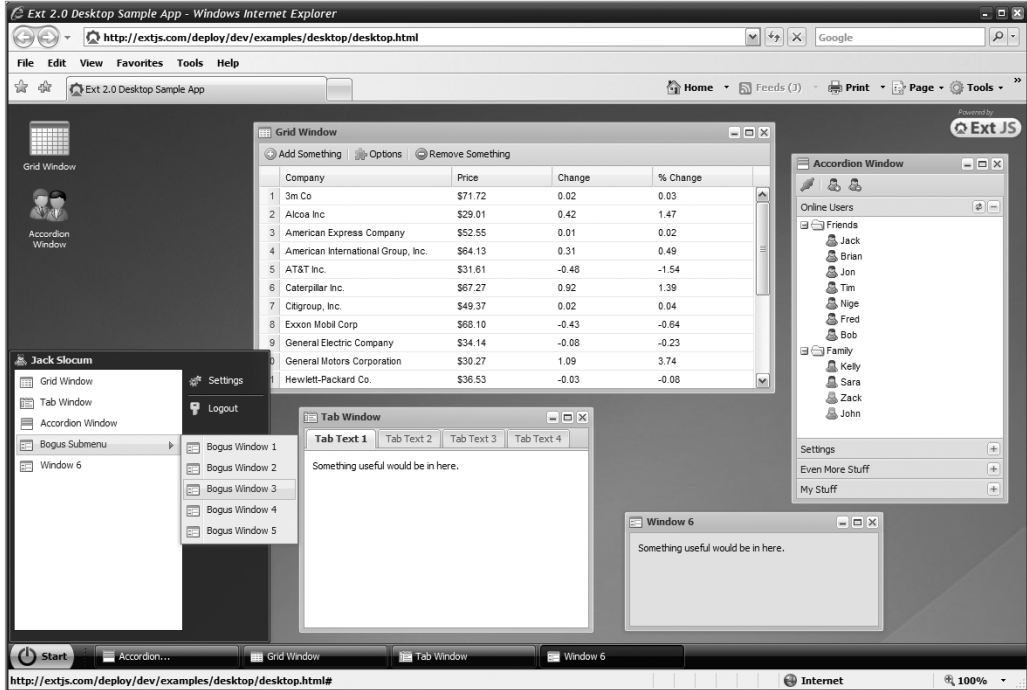 Ext 2.0 Desktop Sample App - Windows Internet Explorer
http://extjs.com/deploy/dev/examples/desktop/desktop.html
Google
File Edit View Favorites Tools Help
Ext 2.0 Desktop Sample App
Home Feeds (J) Print Page Tools »
Powered by
Ext JS
Grid Window
Accordion
Window
Grid Window
Add Something Options Remove Something
Company Price Change % Change
1 3m Co $71.72 0.02 0.03
2 Alcoa Inc $29.01 0.42 1.47
3 American Express Company $52.55 0.01 0.02
4 American International Group, Inc. $64.13 0.31 0.49
5 AT&T Inc. $31.61 -0.48 -1.54
6 Caterpillar Inc. $67.27 0.92 1.39
7 Citigroup, Inc. $49.37 0.02 0.04
8 Exxon Mobil Corp $68.10 -0.43 -0.64
9 General Electric Company $34.14 -0.08 -0.23
0 General Motors Corporation $30.27 1.09 3.74
1 Hewlett-Packard Co. $36.53 -0.03 -0.08
Accordion Window
Online Users
Friends
Jack
Brian
Jon
Tim
Nige
Fred
Bob
Family
Kelly
Sara
Zack
John
Settings
Even More Stuff
My Stuff
Jack Slocum
Grid Window
Tab Window
Accordion Window
Bogus Submenu
Window 6
Settings
Logout
Bogus Window 1
Bogus Window 2
Bogus Window 3
Bogus Window 4
Bogus Window 5
Tab Window
Tab Text 1 Tab Text 2 Tab Text 3 Tab Text 4
Something useful would be in here.
Window 6
Something useful would be in here.
Start Accordion... Grid Window Tab Window Window 6
http://extjs.com/deploy/dev/examples/desktop/desktop.html# Internet 100%